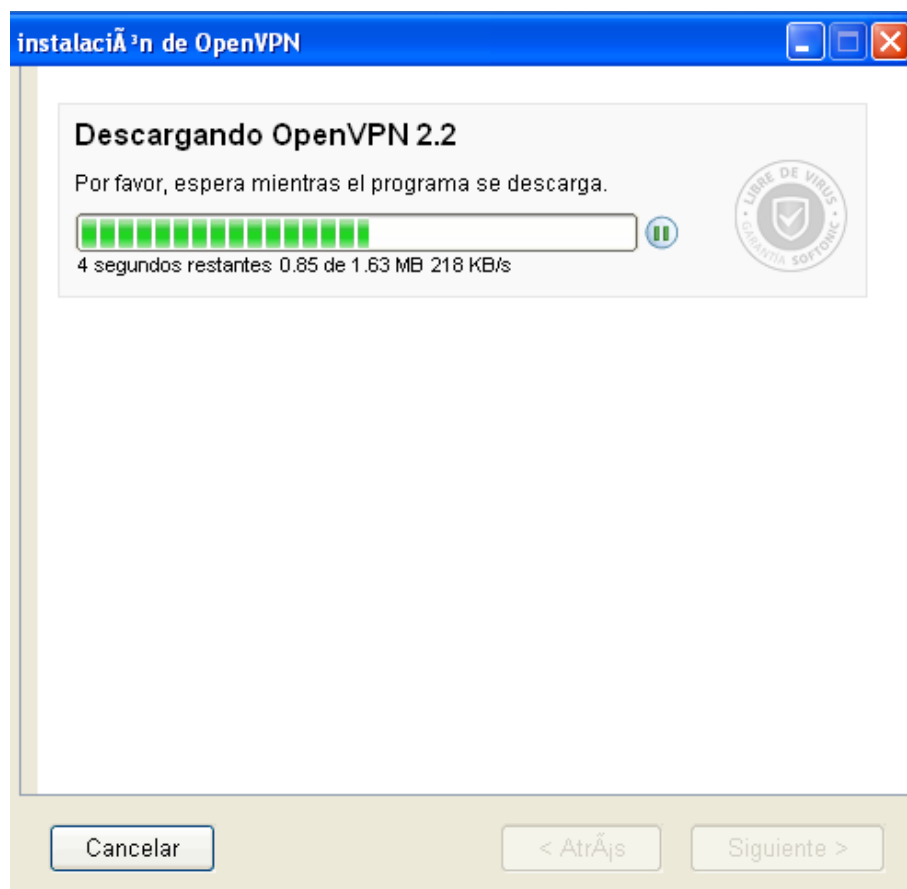 instalaciÃ³n de OpenVPN
Descargando OpenVPN 2.2
Por favor, espera mientras el programa se descarga.
4 segundos restantes 0.85 de 1.63 MB 218 KB/s
LIBRE DE VIRUS
GARANTÍA SOFTONIC
Cancelar
< AtrÃ¡s
Siguiente >